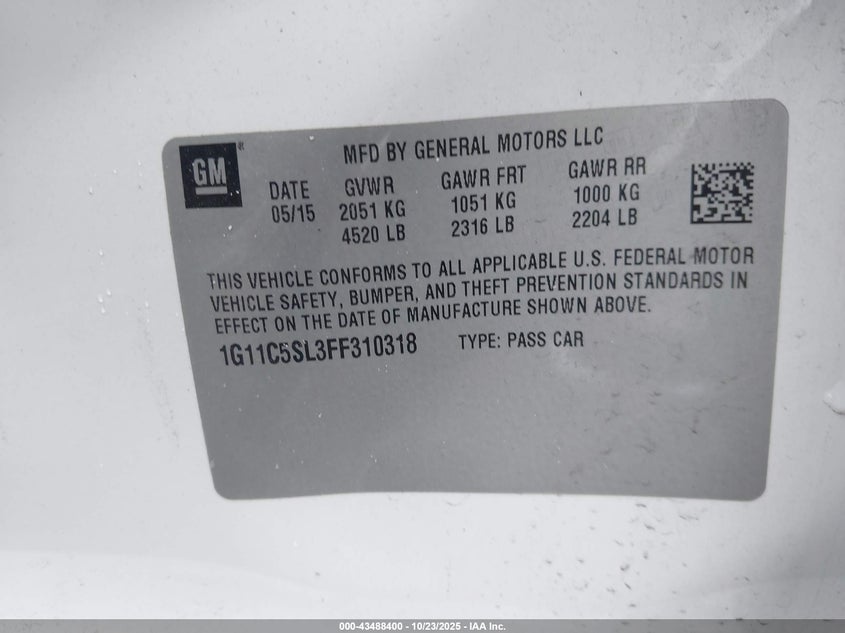 GM
MFD BY GENERAL MOTORS LLC
DATE GVWR GAWR FRT GAWR RR
05/15 2051 KG 1051 KG 1000 KG
4520 LB 2316 LB 2204 LB
THIS VEHICLE CONFORMS TO ALL APPLICABLE U.S. FEDERAL MOTOR
VEHICLE SAFETY, BUMPER, AND THEFT PREVENTION STANDARDS IN
EFFECT ON THE DATE OF MANUFACTURE SHOWN ABOVE.
1G11C5SL3FF310318 TYPE: PASS CAR
000-43488400 - 10/23/2025 - IAA Inc.